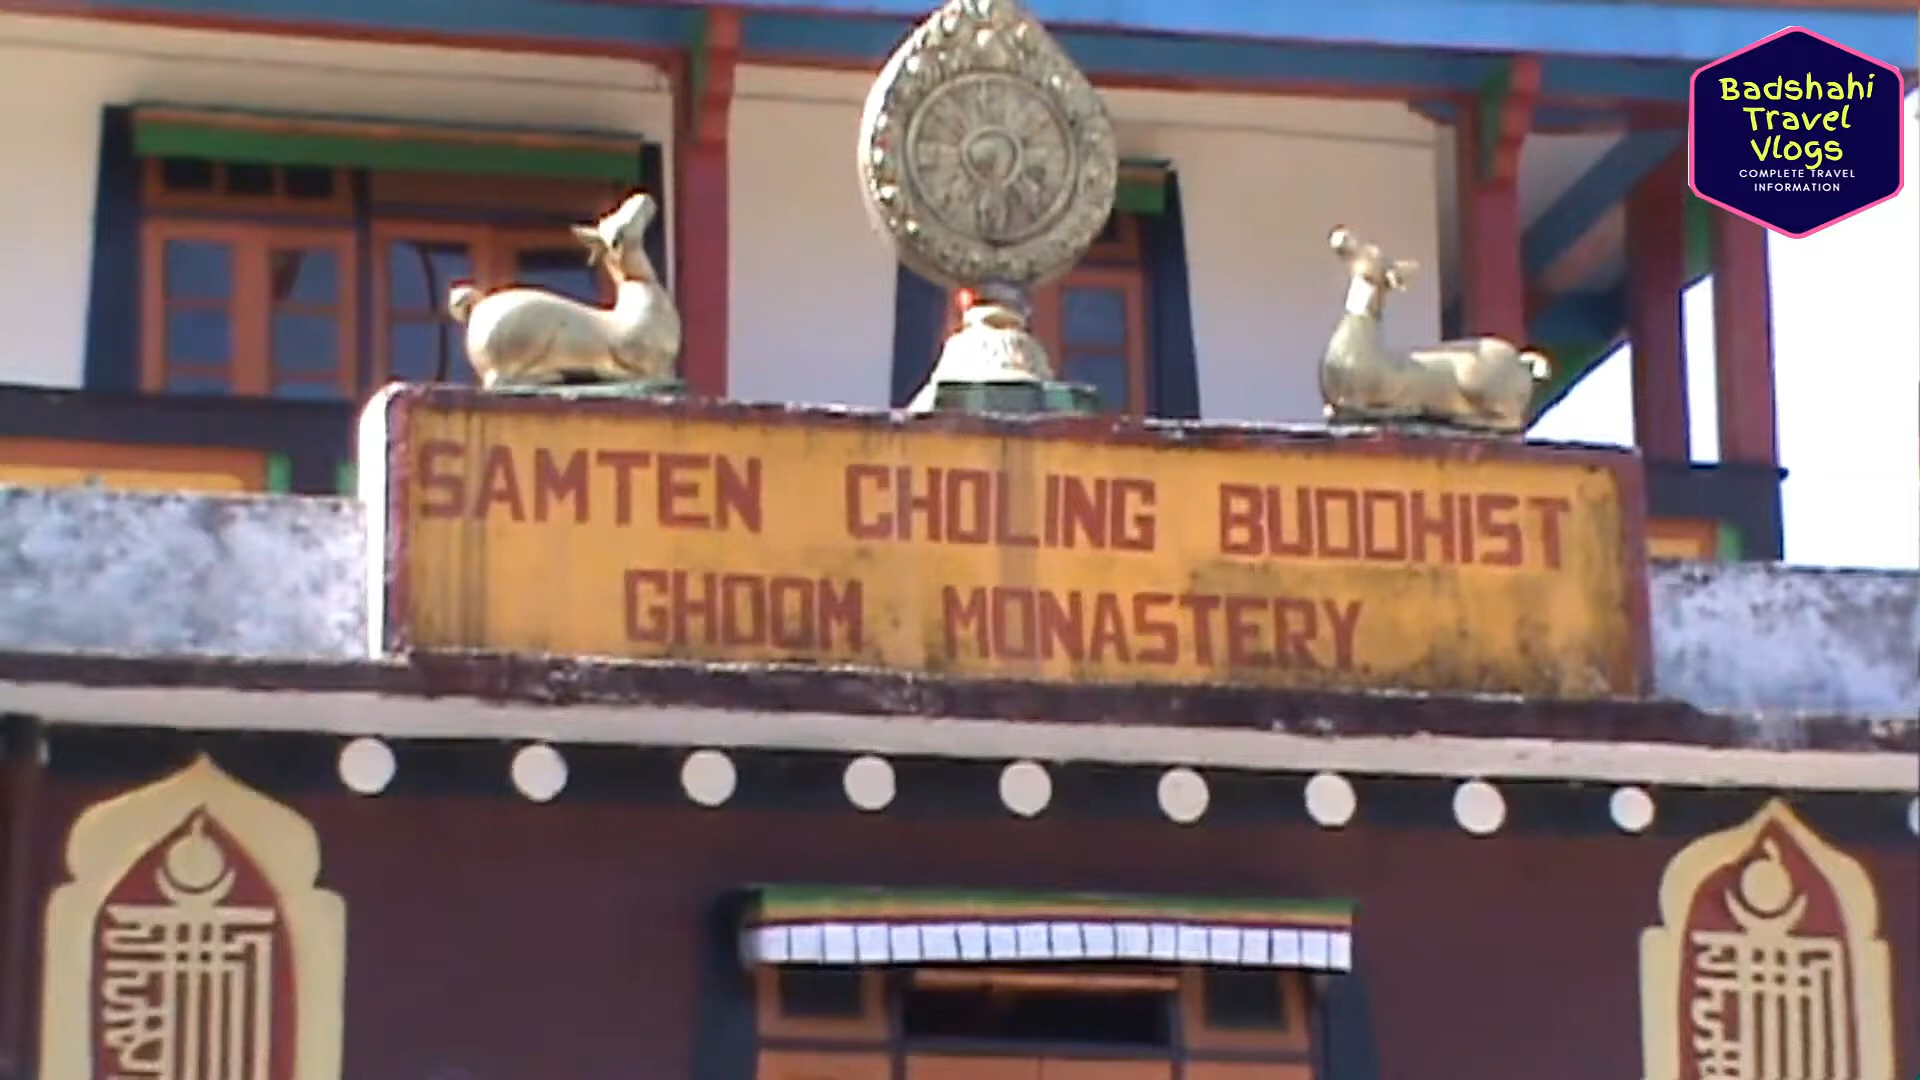 Badshahi
Travel
Vlogs
COMPLETE TRAVEL
INFORMATION
SAMTEN CHOLING BUDDHIST
GHOOM MONASTERY